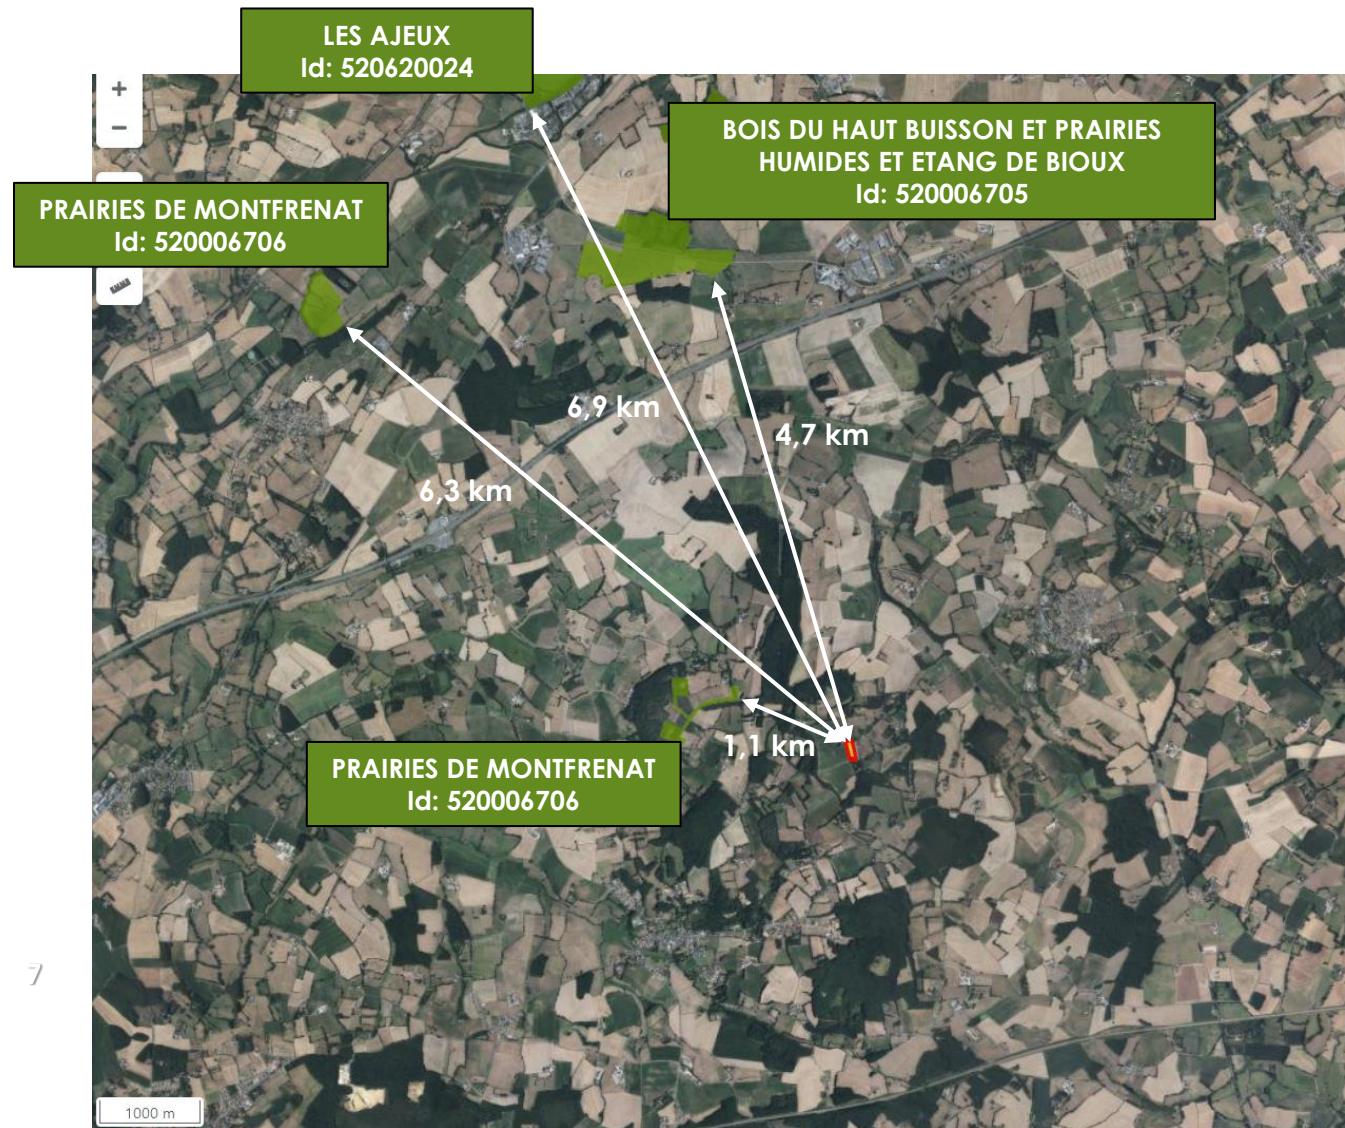 LES AJEUX
Id: 520620024
BOIS DU HAUT BUISSON ET PRAIRIES
HUMIDES ET ETANG DE BIOUX
Id: 520006705
PRAIRIES DE MONTFRENAT
Id: 520006706
+
−
6,9 km
4,7 km
6,3 km
1,1 km
PRAIRIES DE MONTFRENAT
Id: 520006706
7
1000 m